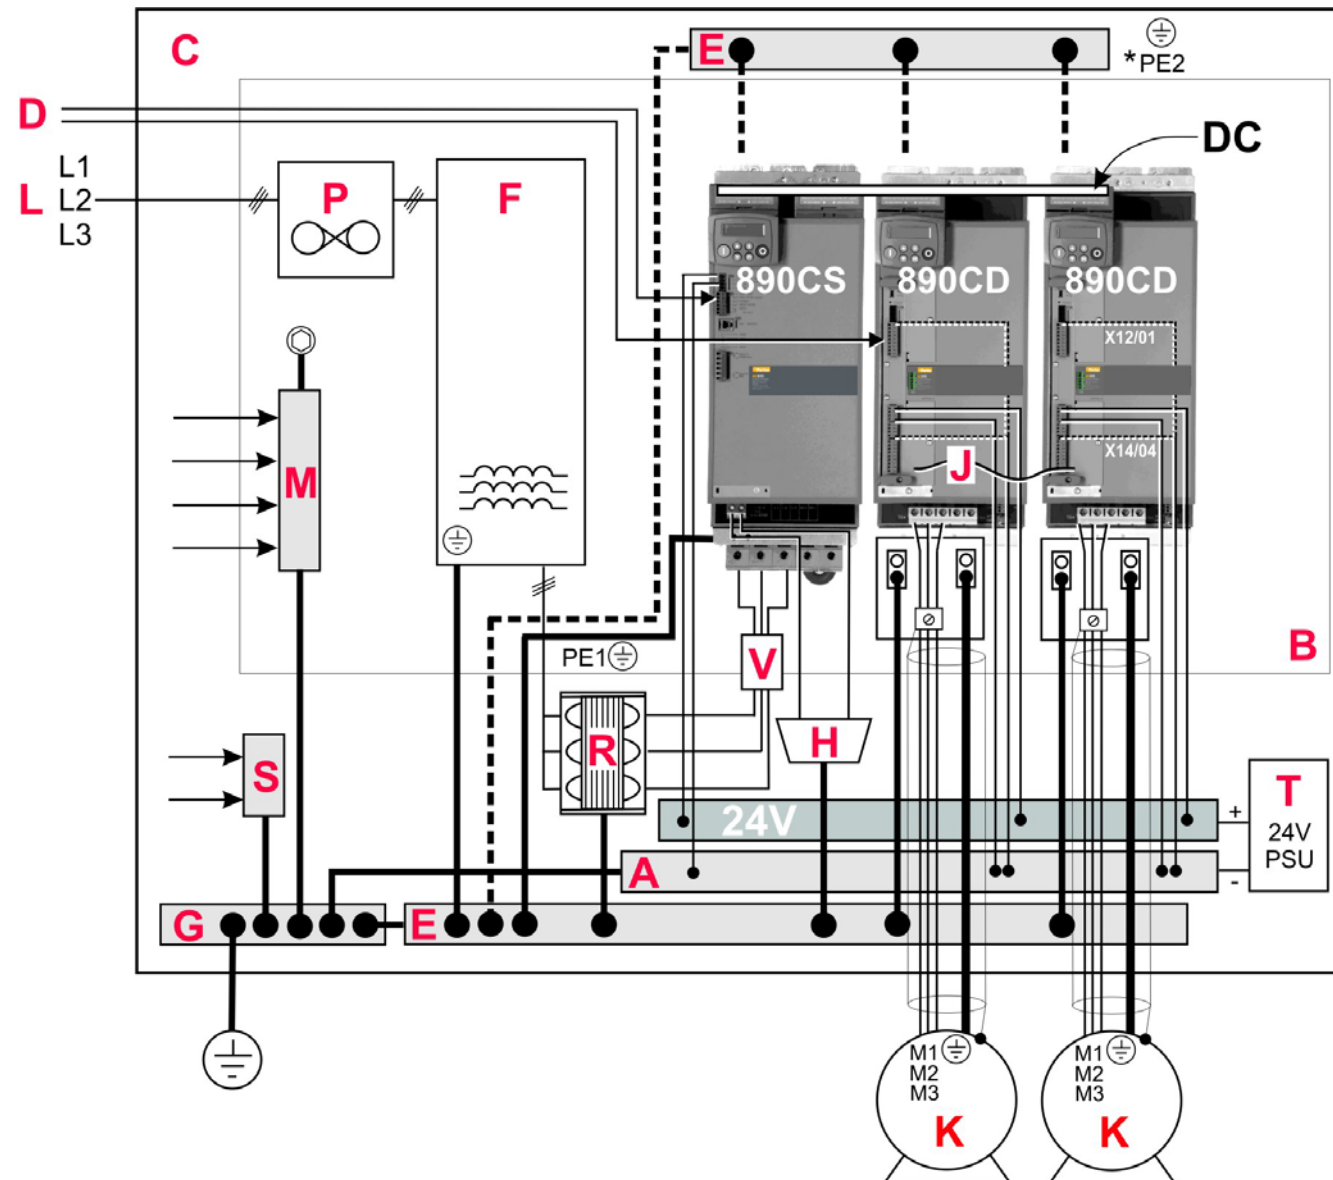 C
E
*PE2
D
DC
L1
L L2
L3
P
F
890CS
890CD
890CD
X12/01
M
J
X14/04
B
PE1
V
R
H
S
T
24V
PSU
24V
+
A
-
G
E
M1
M2
M3
K
M1
M2
M3
K